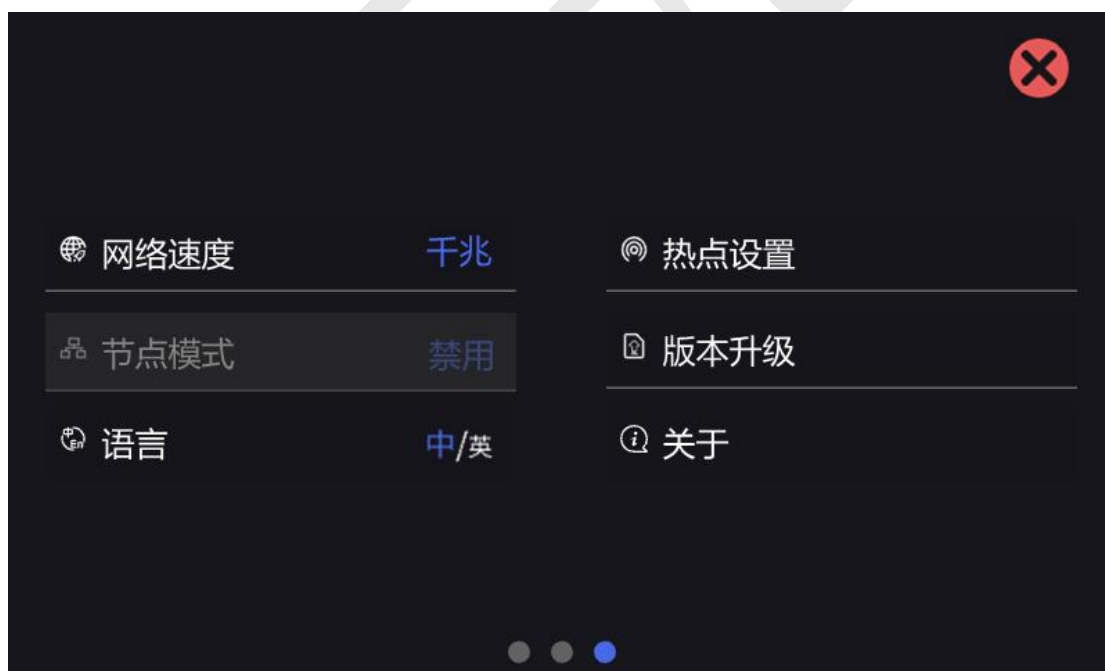 网络速度 千兆
热点设置
节点模式 禁用
版本升级
语言 中/英
关于